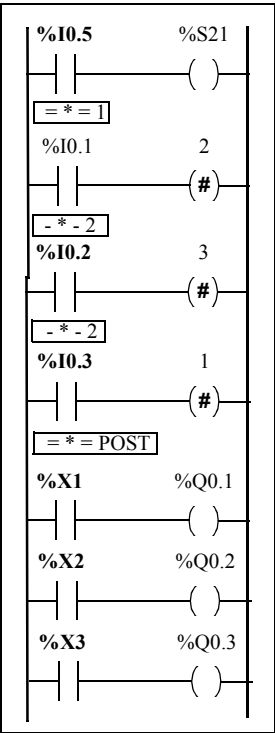 %I0.5 %S21
= * = 1
%I0.1 2
#
- * - 2
%I0.2 3
#
- * - 2
%I0.3 1
#
= * = POST
%X1 %Q0.1
%X2 %Q0.2
%X3 %Q0.3